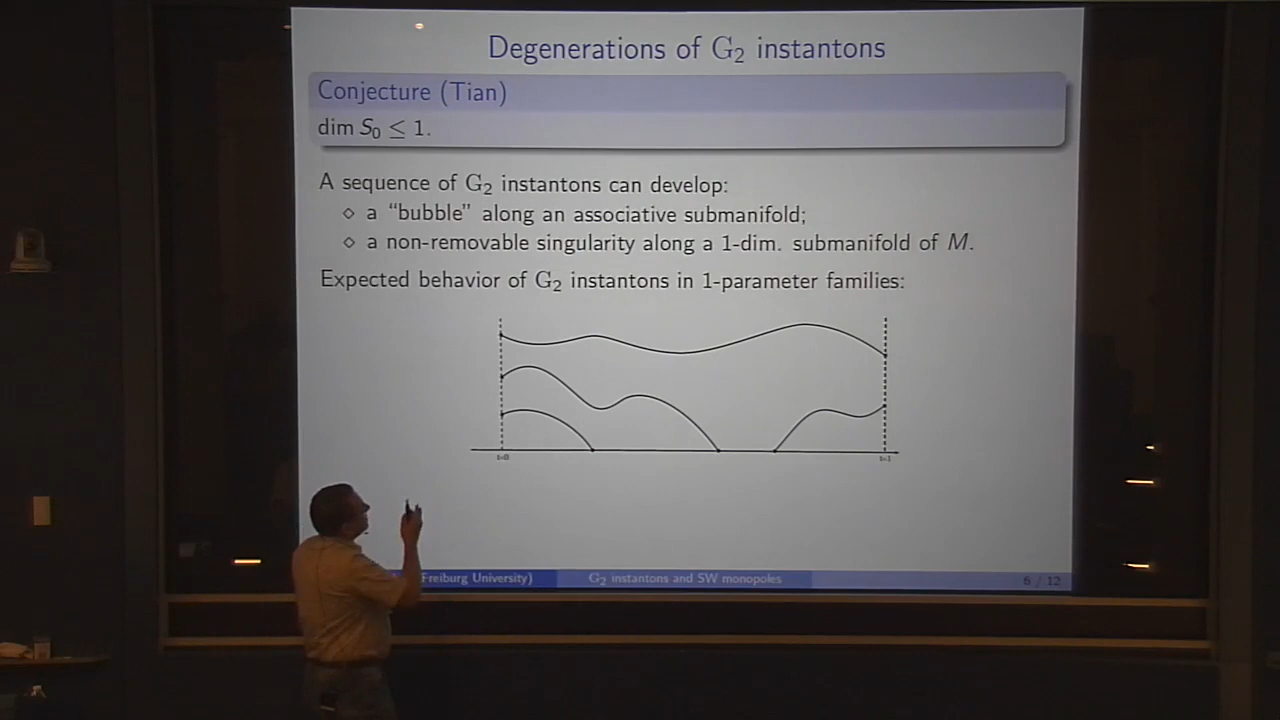 Degenerations of G₂ instantons
Conjecture (Tian)
dim S₀ ≤ 1.
A sequence of G₂ instantons can develop:
⋄ a “bubble” along an associative submanifold;
⋄ a non-removable singularity along a 1-dim. submanifold of M.
Expected behavior of G₂ instantons in 1-parameter families:
t=0 t=1
Freiburg University) G₂ instantons and SW monopoles 6 / 12